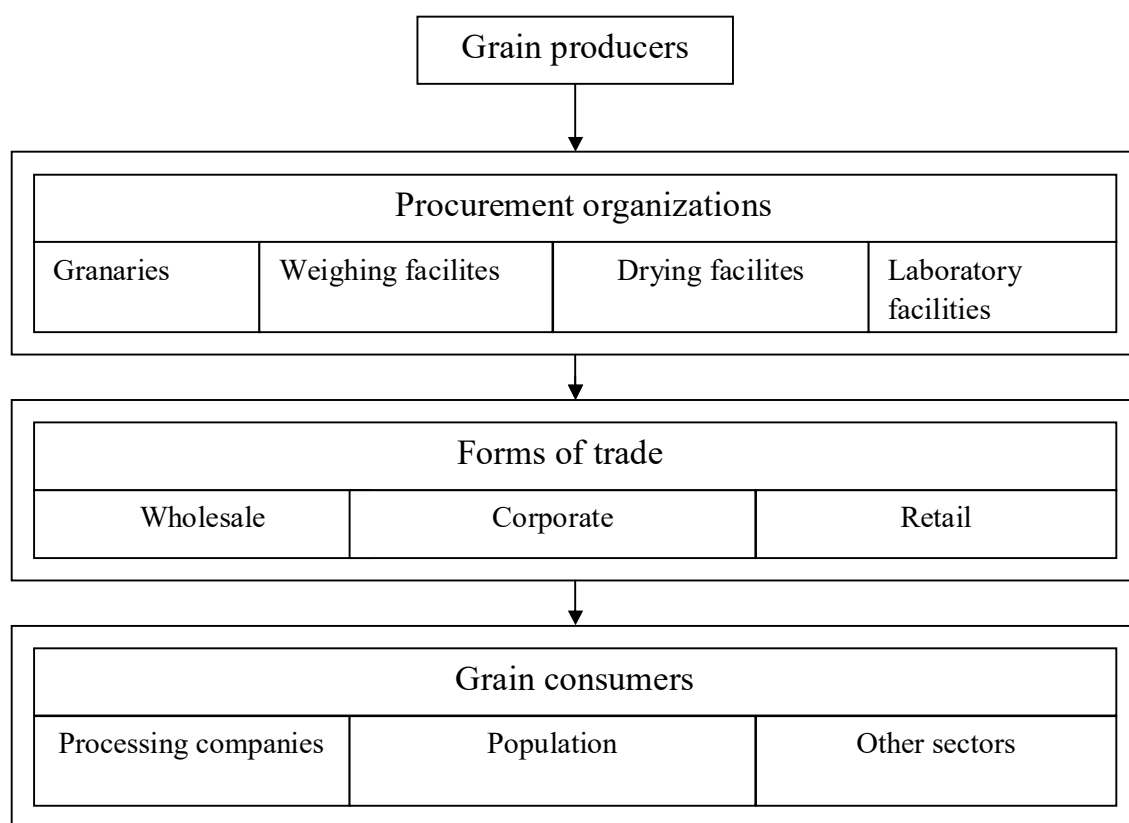 Grain producers
Procurement organizations
Granaries
Weighing facilites
Drying facilites
Laboratory
facilities
Forms of trade
Wholesale
Corporate
Retail
Grain consumers
Processing companies
Population
Other sectors